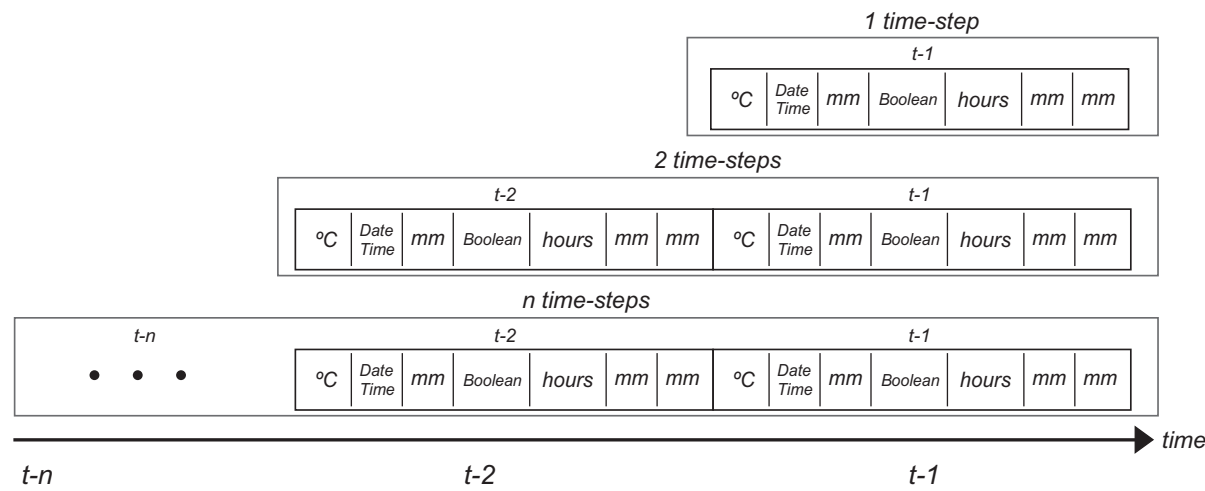 1 time-step
t-1
ºC Date Time mm Boolean hours mm mm
2 time-steps
t-2 t-1
ºC Date Time mm Boolean hours mm mm ºC Date Time mm Boolean hours mm mm
n time-steps
t-n t-2 t-1
• • • ºC Date Time mm Boolean hours mm mm ºC Date Time mm Boolean hours mm mm
time
t-n t-2 t-1